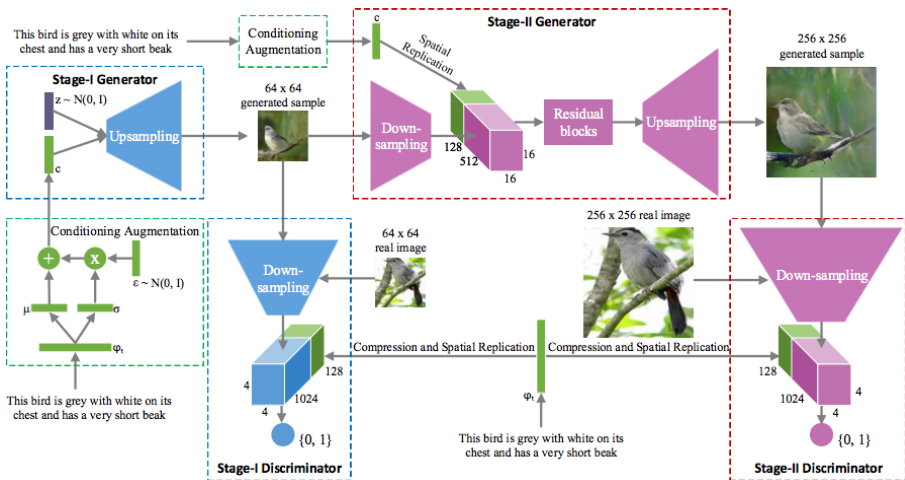 This bird is grey with white on its
chest and has a very short beak
Conditioning
Augmentation
c
Stage-II Generator
Spatial
Replication
256 x 256
generated sample
Stage-I Generator
z ~ N(0, I)
Upsampling
c
64 x 64
generated sample
Down-
sampling
128
512
16
16
Residual
blocks
Upsampling
Conditioning Augmentation
+
x
ε ~ N(0, I)
μ
σ
φt
This bird is grey with white on its
chest and has a very short beak
Down-
sampling
64 x 64
real image
256 x 256 real image
Down-sampling
Compression and Spatial Replication
Compression and Spatial Replication
128
1024
4
4
{0, 1}
Stage-I Discriminator
φt
This bird is grey with white on its
chest and has a very short beak
128
1024
4
4
{0, 1}
Stage-II Discriminator